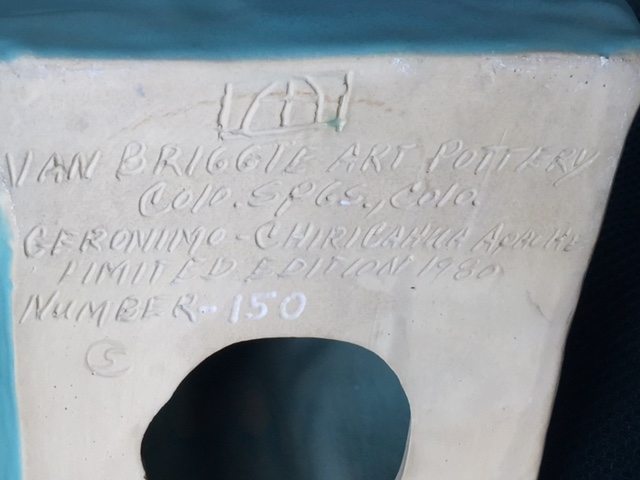 VAN BRIGGLE ART POTTERY
COLO. SPGS., COLO.
GERONIMO - CHIRICAHUA APACHE
LIMITED EDITION 1980
NUMBER - 150
S